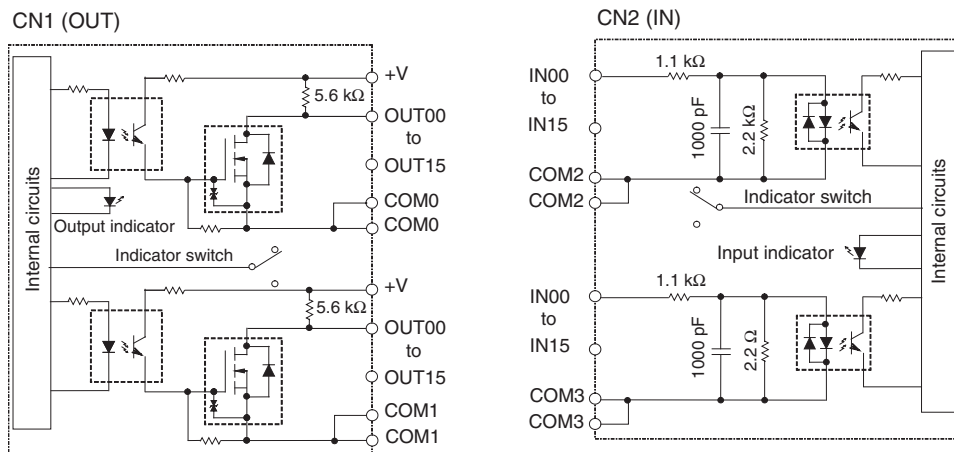 CN1 (OUT)
Internal circuits
+V
5.6 kΩ
OUT00
to
OUT15
COM0
COM0
Output indicator
Indicator switch
+V
5.6 kΩ
OUT00
to
OUT15
COM1
COM1
CN2 (IN)
IN00
to
IN15
COM2
COM2
1.1 kΩ
1000 pF
2.2 kΩ
Indicator switch
Input indicator
Internal circuits
IN00
to
IN15
COM3
COM3
1.1 kΩ
1000 pF
2.2 Ω